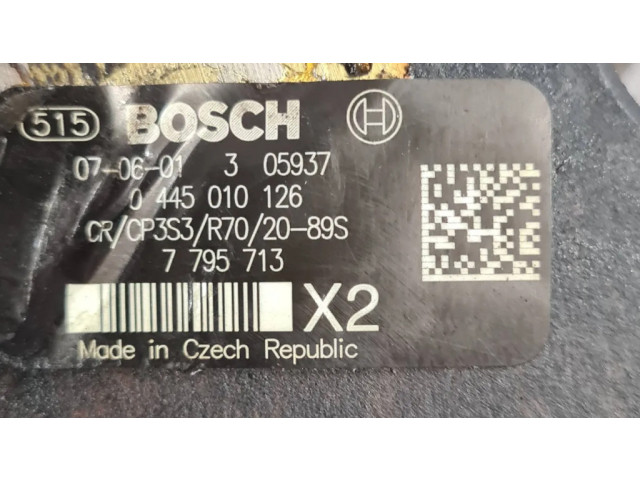 515 BOSCH
07-06-01 3 05937
0 445 010 126
CR/CP3S3/R70/20-89S
7 795 713
X2
Made in Czech Republic